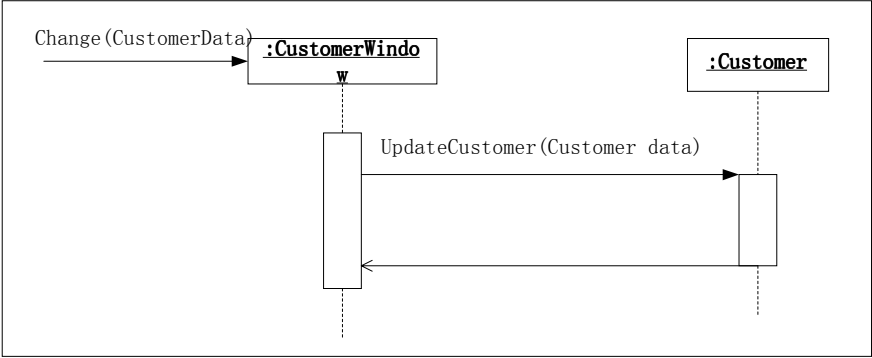 Change(CustomerData)
:CustomerWindo
w
:Customer
UpdateCustomer(Customer data)